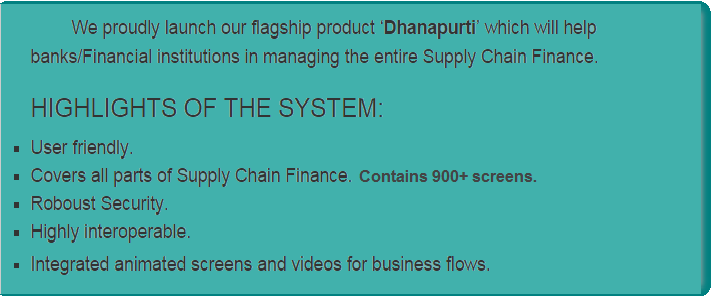 We proudly launch our flagship product ‘Dhanapurti’ which will help
banks/Financial institutions in managing the entire Supply Chain Finance.
HIGHLIGHTS OF THE SYSTEM:
▪ User friendly.
▪ Covers all parts of Supply Chain Finance. Contains 900+ screens.
▪ Roboust Security.
▪ Highly interoperable.
▪ Integrated animated screens and videos for business flows.